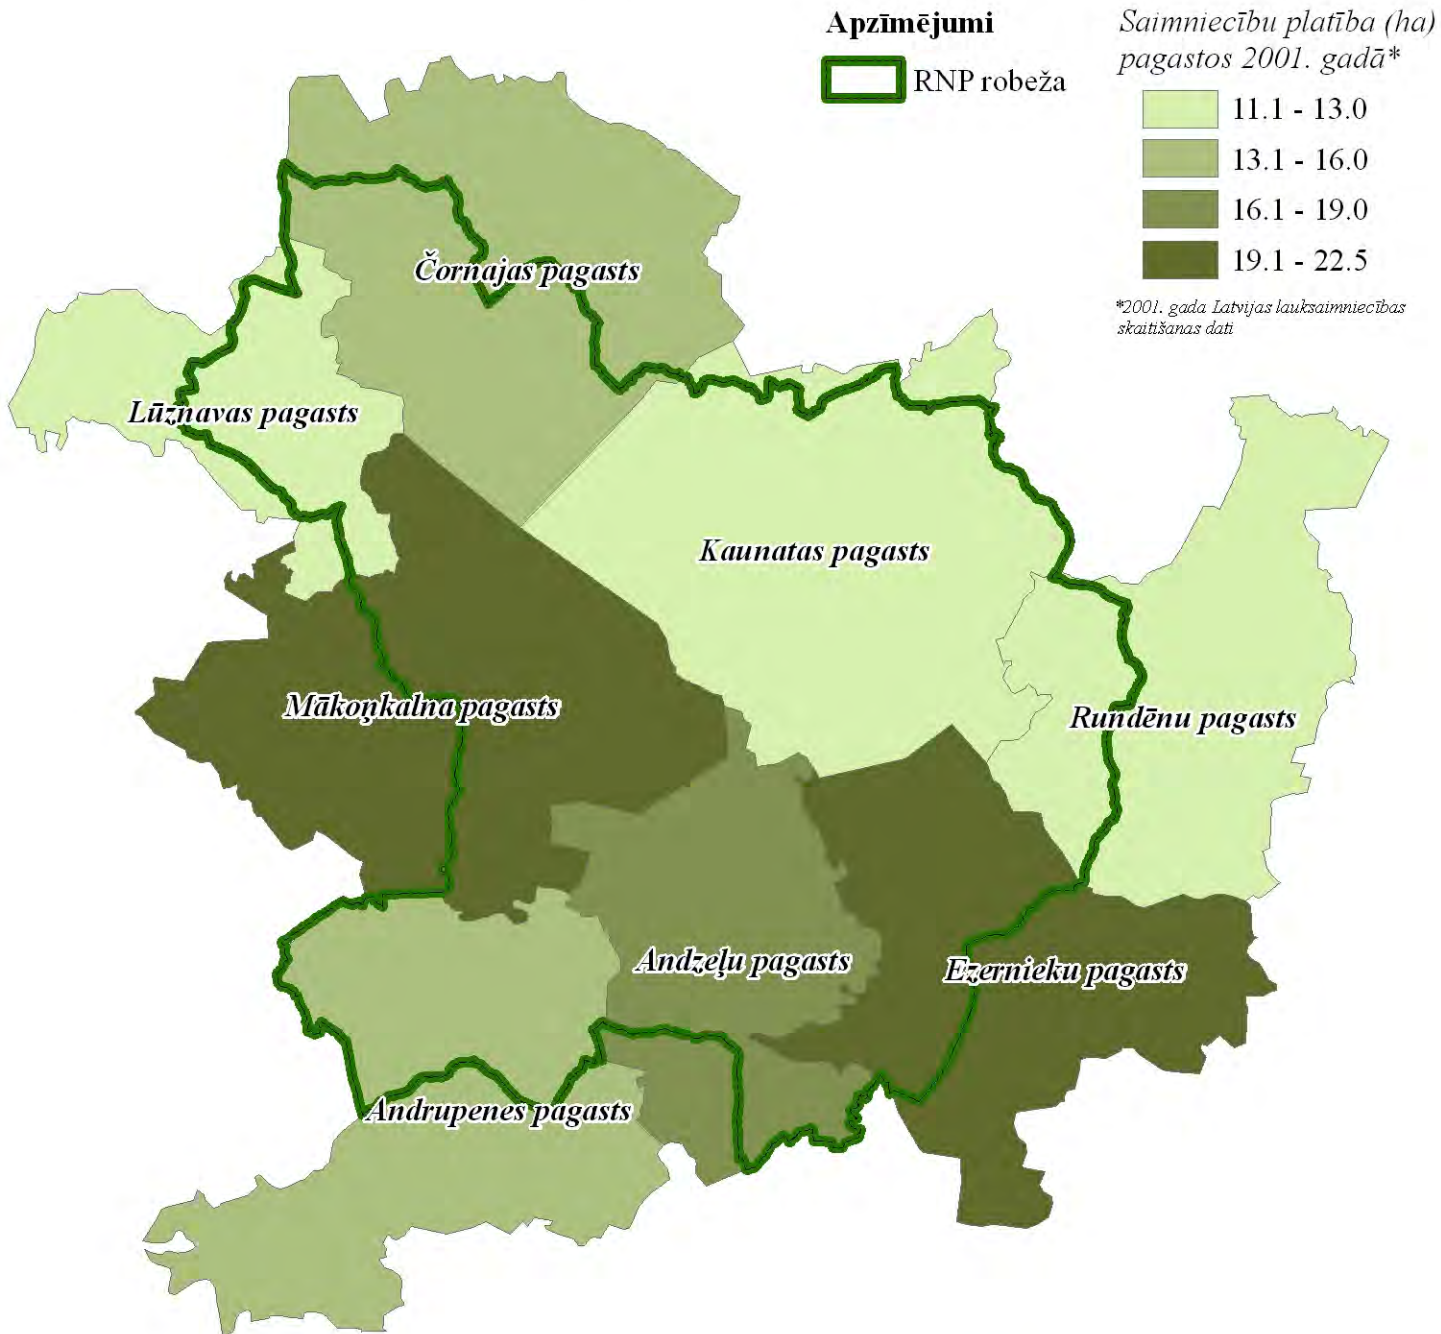 Apzīmējumi
RNP robeža
Saimniecību platība (ha)
pagastos 2001. gadā*
11.1 - 13.0
13.1 - 16.0
16.1 - 19.0
19.1 - 22.5
*2001. gada Latvijas lauksaimniecības
skaitišanas dati
Čornajas pagasts
Lūznavas pagasts
Kaunatas pagasts
Mākoņkalna pagasts
Rundēnu pagasts
Andzeļu pagasts
Ezernieku pagasts
Andrupenes pagasts